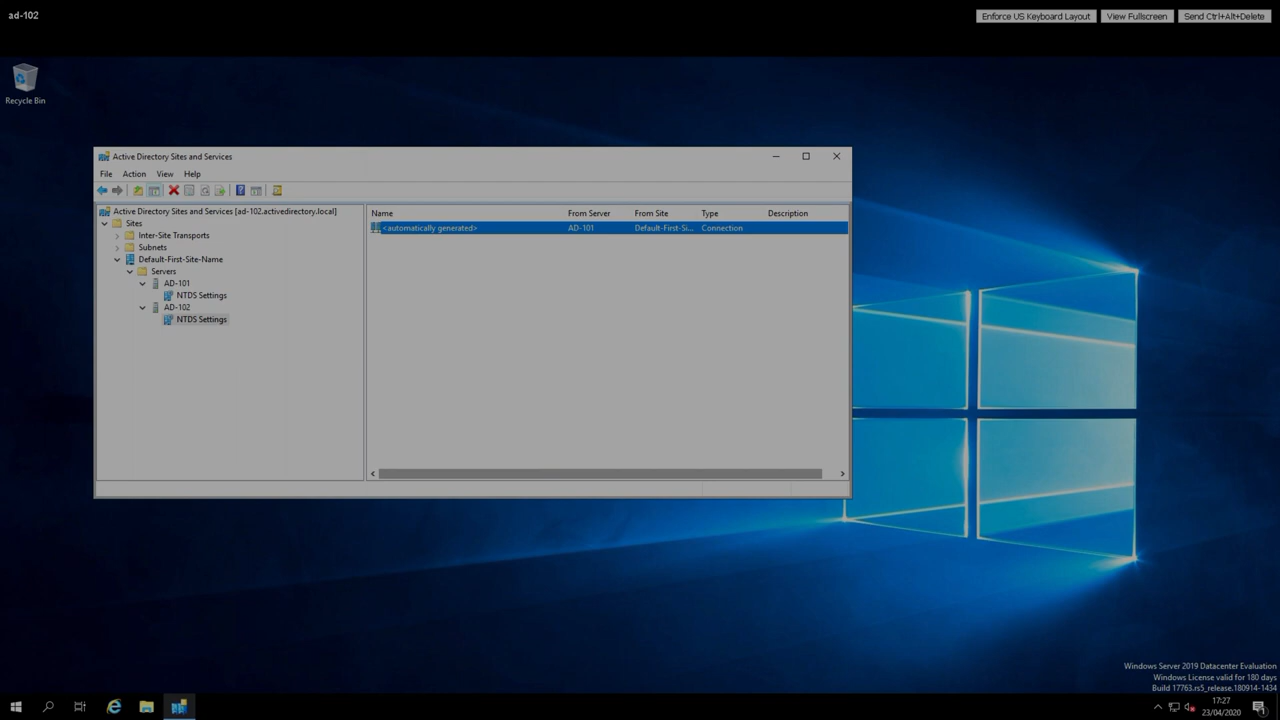 ad-102
Enforce US Keyboard Layout
View Fullscreen
Send Ctrl+Alt+Delete
Recycle Bin
Active Directory Sites and Services
File Action View Help
Active Directory Sites and Services [ad-102.activedirectory.local]
Sites
Inter-Site Transports
Subnets
Default-First-Site-Name
Servers
AD-101
NTDS Settings
AD-102
NTDS Settings
Name From Server From Site Type Description
<automatically generated> AD-101 Default-First-Si... Connection
Windows Server 2019 Datacenter Evaluation
Windows License valid for 180 days
Build 17763.rs5_release.180914-1434
17:27
23/04/2020
1